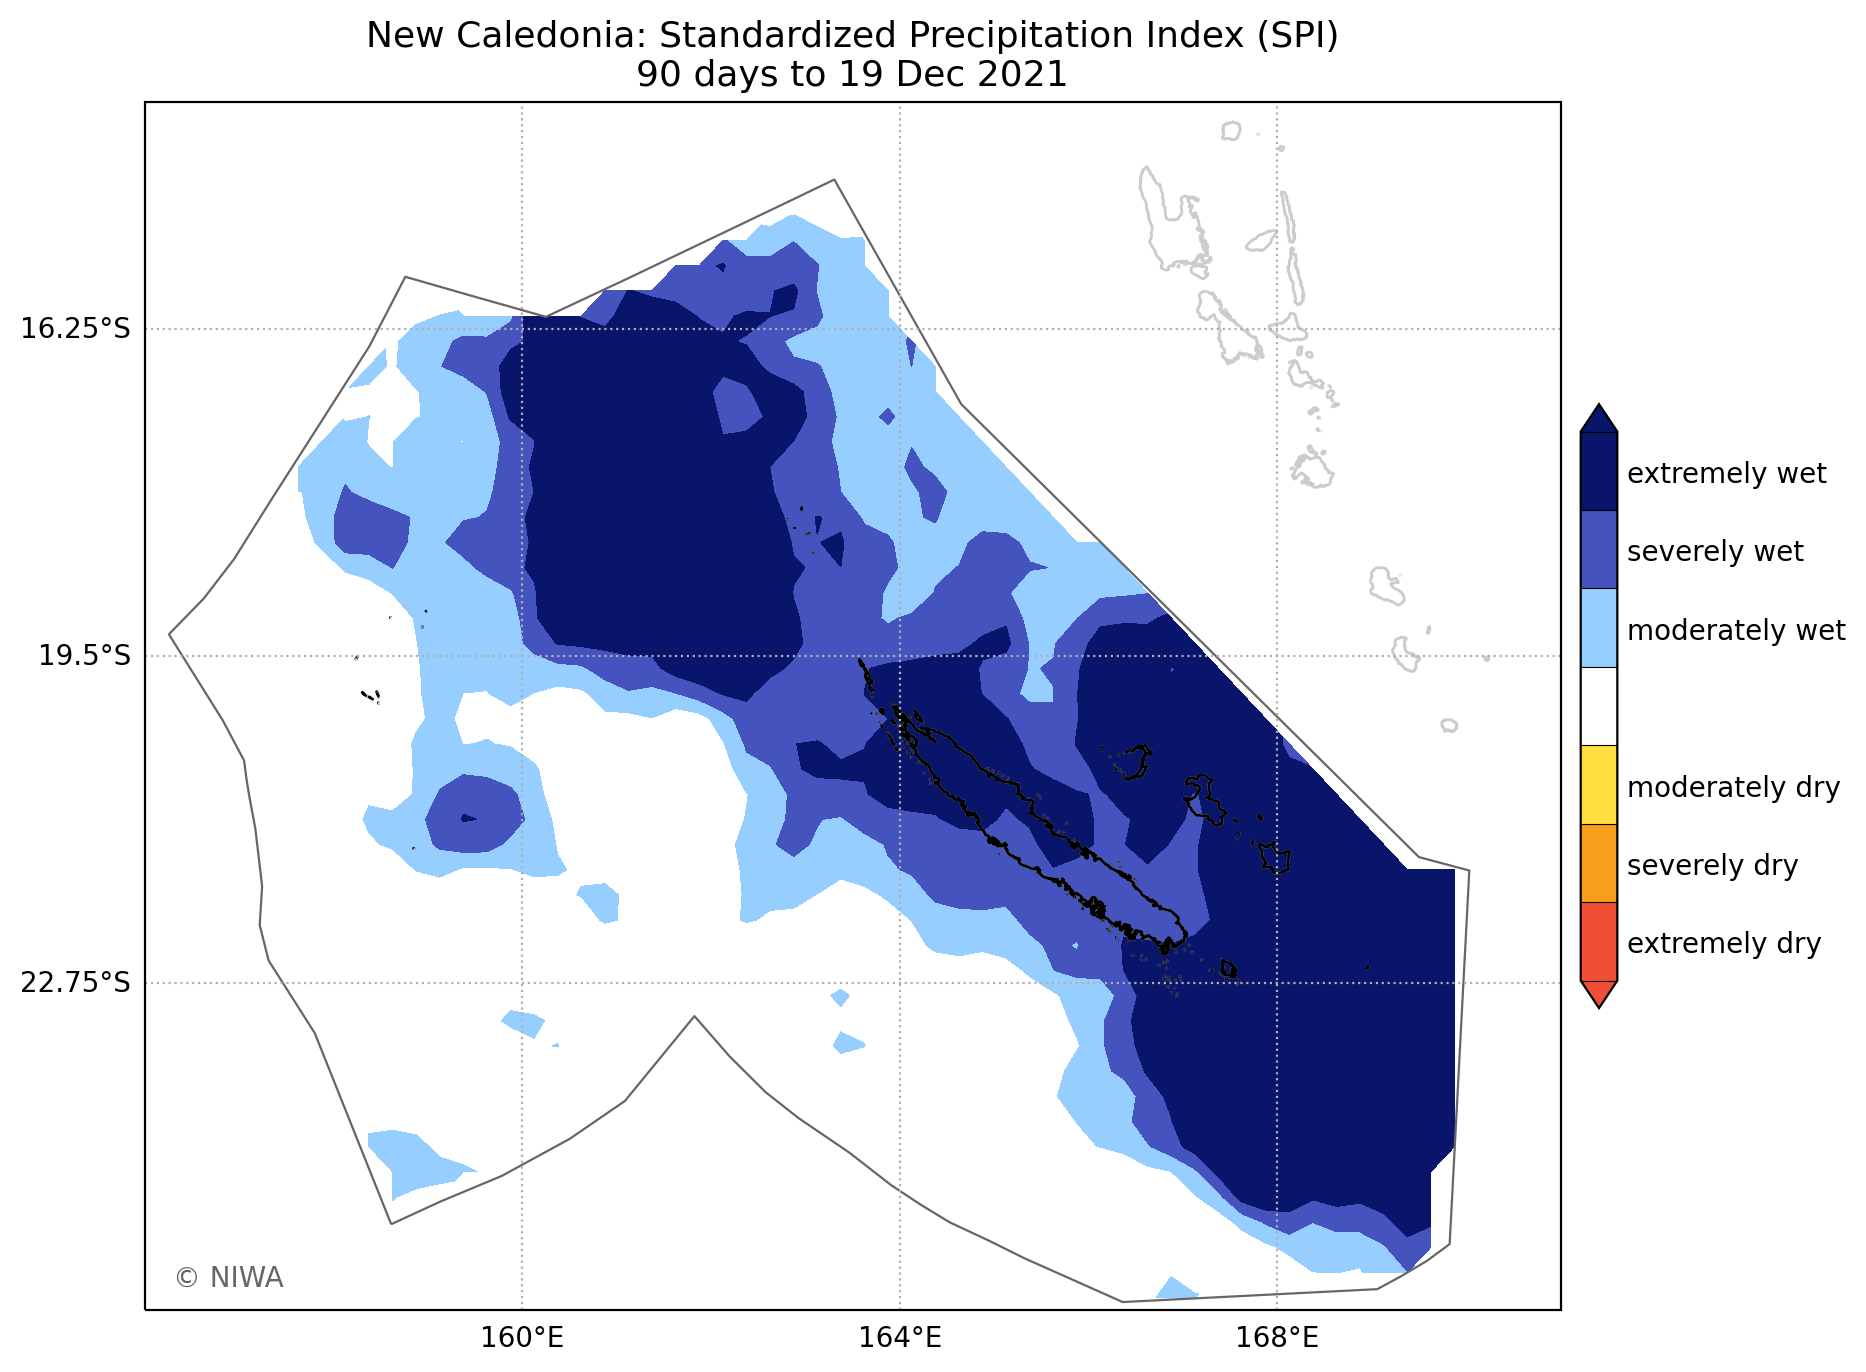 New Caledonia: Standardized Precipitation Index (SPI)
90 days to 19 Dec 2021
16.25°S
19.5°S
22.75°S
160°E
164°E
168°E
extremely wet
severely wet
moderately wet
moderately dry
severely dry
extremely dry
© NIWA